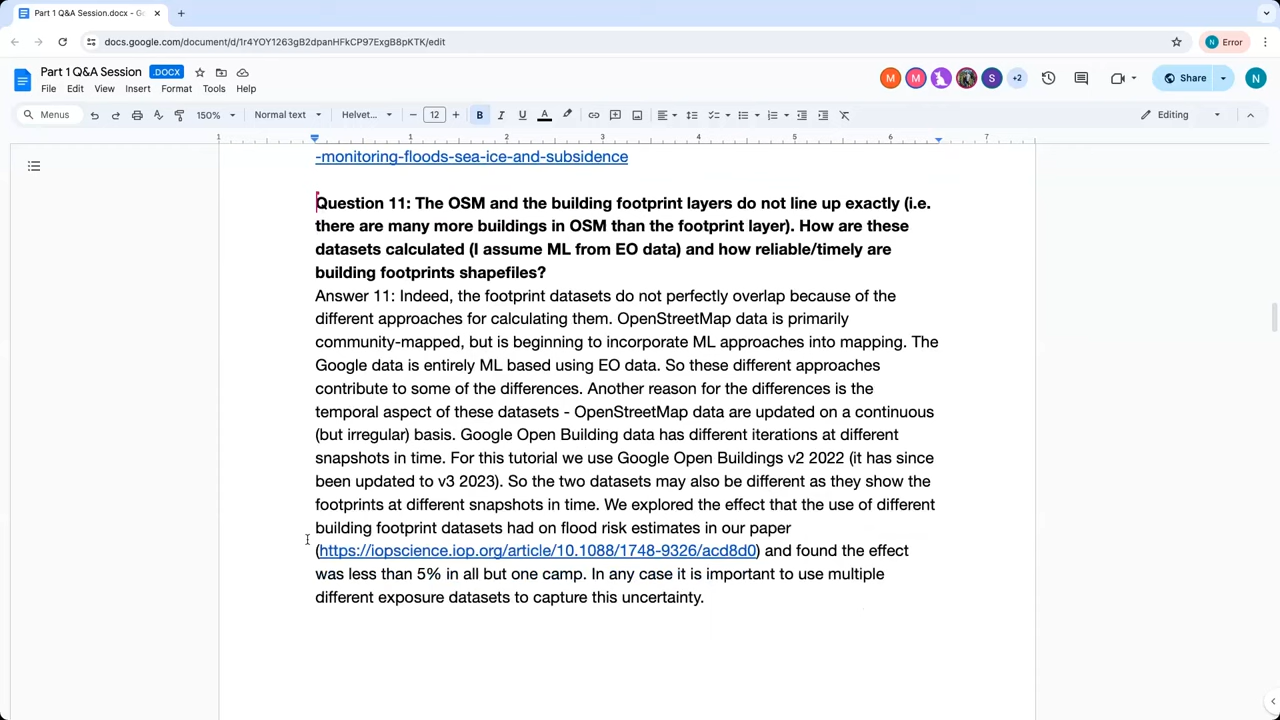 Part 1 Q&A Session.docx - Go
docs.google.com/document/d/1r4YOY1263gB2dpanHFkCP97ExgB8pKTK/edit
N Error
Part 1 Q&A Session .DOCX
File Edit View Insert Format Tools Help
M M S +2 Share N
Menus 150% Normal text Helvet... 12 B I U A Editing
1 1 2 3 4 5 6 7
-monitoring-floods-sea-ice-and-subsidence
Question 11: The OSM and the building footprint layers do not line up exactly (i.e.
there are many more buildings in OSM than the footprint layer). How are these
datasets calculated (I assume ML from EO data) and how reliable/timely are
building footprints shapefiles?
Answer 11: Indeed, the footprint datasets do not perfectly overlap because of the
different approaches for calculating them. OpenStreetMap data is primarily
community-mapped, but is beginning to incorporate ML approaches into mapping. The
Google data is entirely ML based using EO data. So these different approaches
contribute to some of the differences. Another reason for the differences is the
temporal aspect of these datasets - OpenStreetMap data are updated on a continuous
(but irregular) basis. Google Open Building data has different iterations at different
snapshots in time. For this tutorial we use Google Open Buildings v2 2022 (it has since
been updated to v3 2023). So the two datasets may also be different as they show the
footprints at different snapshots in time. We explored the effect that the use of different
building footprint datasets had on flood risk estimates in our paper
(https://iopscience.iop.org/article/10.1088/1748-9326/acd8d0) and found the effect
was less than 5% in all but one camp. In any case it is important to use multiple
different exposure datasets to capture this uncertainty.